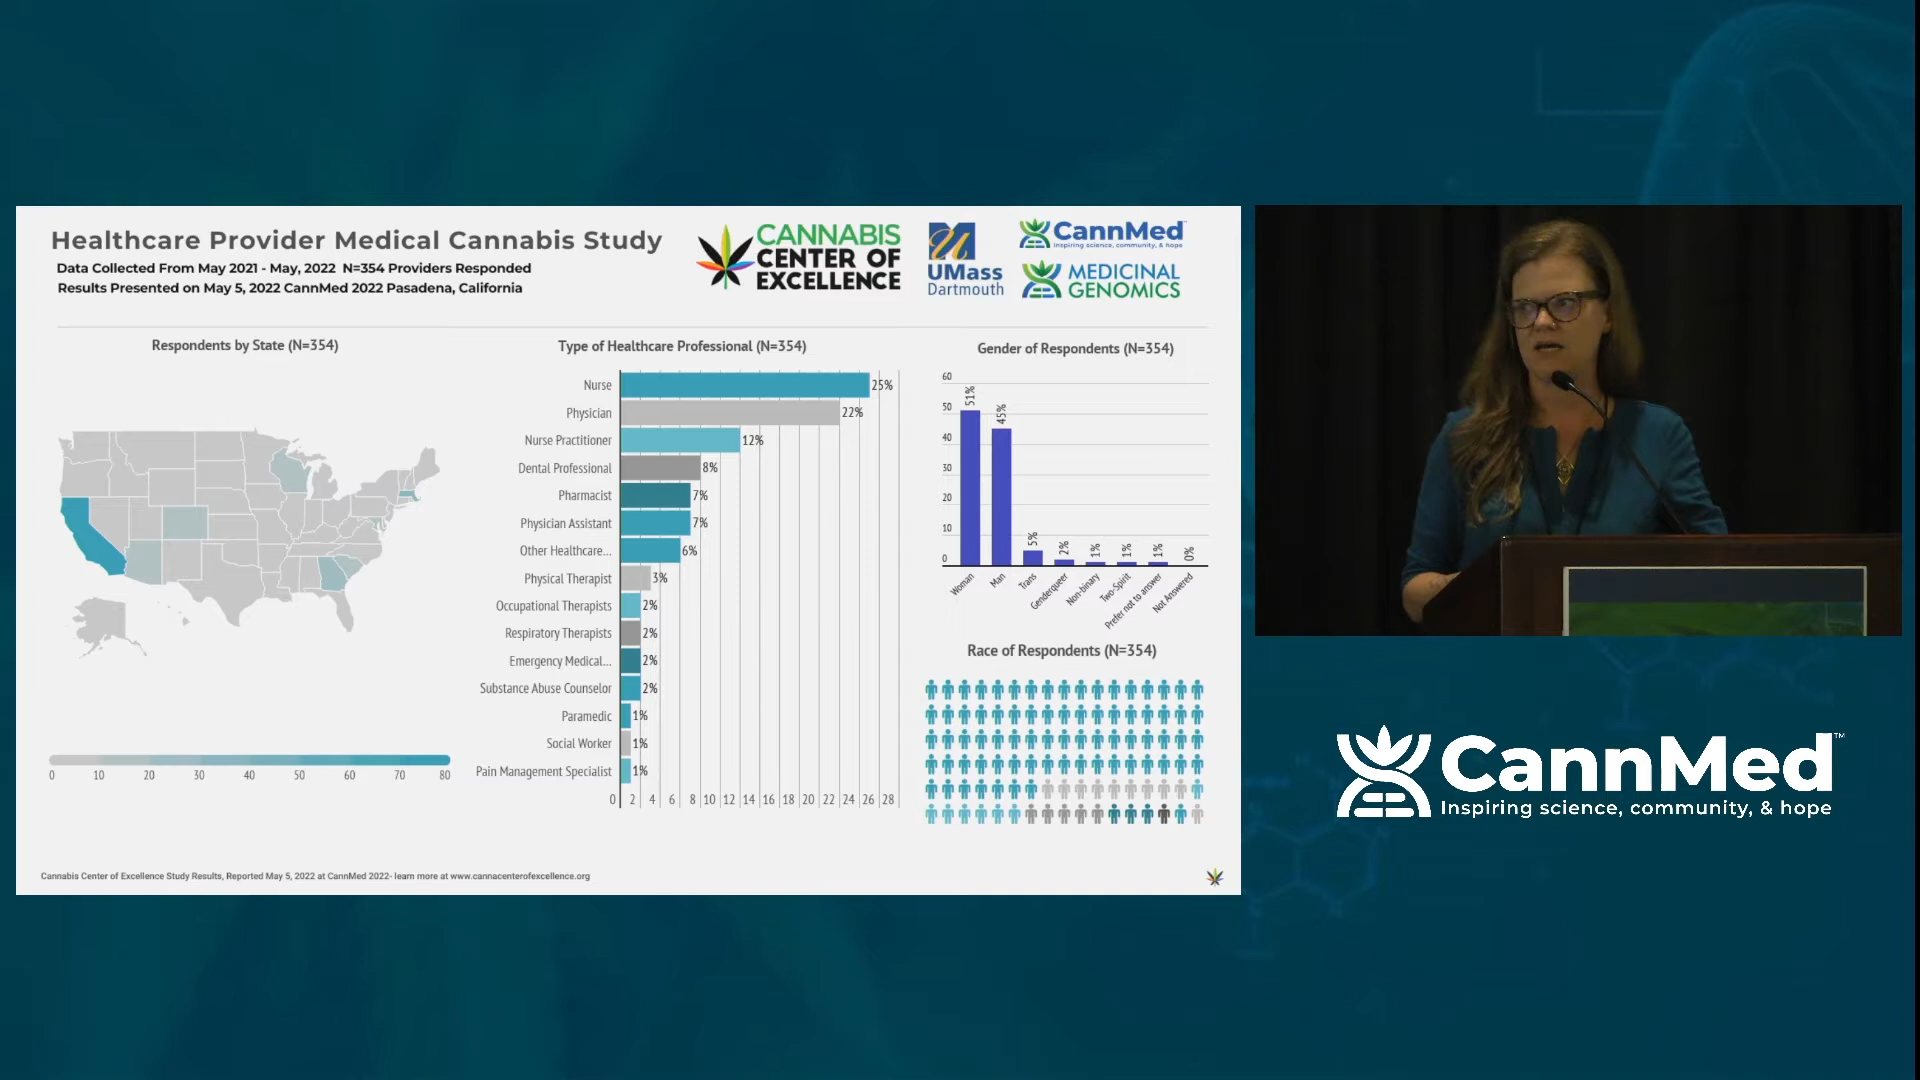 Healthcare Provider Medical Cannabis Study
Data Collected From May 2021 - May, 2022 N=354 Providers Responded
Results Presented on May 5, 2022 CannMed 2022 Pasadena, California
CANNABIS
CENTER OF
EXCELLENCE
UMass
Dartmouth
CannMed™
Inspiring science, community, & hope
MEDICINAL
GENOMICS
Respondents by State (N=354)
0 10 20 30 40 50 60 70 80
Type of Healthcare Professional (N=354)
Nurse 25%
Physician 22%
Nurse Practitioner 12%
Dental Professional 8%
Pharmacist 7%
Physician Assistant 7%
Other Healthcare... 6%
Physical Therapist 3%
Occupational Therapists 2%
Respiratory Therapists 2%
Emergency Medical... 2%
Substance Abuse Counselor 2%
Paramedic 1%
Social Worker 1%
Pain Management Specialist 1%
0 2 4 6 8 10 12 14 16 18 20 22 24 26 28
Gender of Respondents (N=354)
60
50
40
30
20
10
0
51% 45% 5% 2% 1% 1% 1% 0%
Woman
Man
Trans
Genderqueer
Non-binary
Two-Spirit
Prefer not to answer
Not Answered
Race of Respondents (N=354)
Cannabis Center of Excellence Study Results, Reported May 5, 2022 at CannMed 2022- learn more at www.cannacenterofexcellence.org
CannMed™
Inspiring science, community, & hope